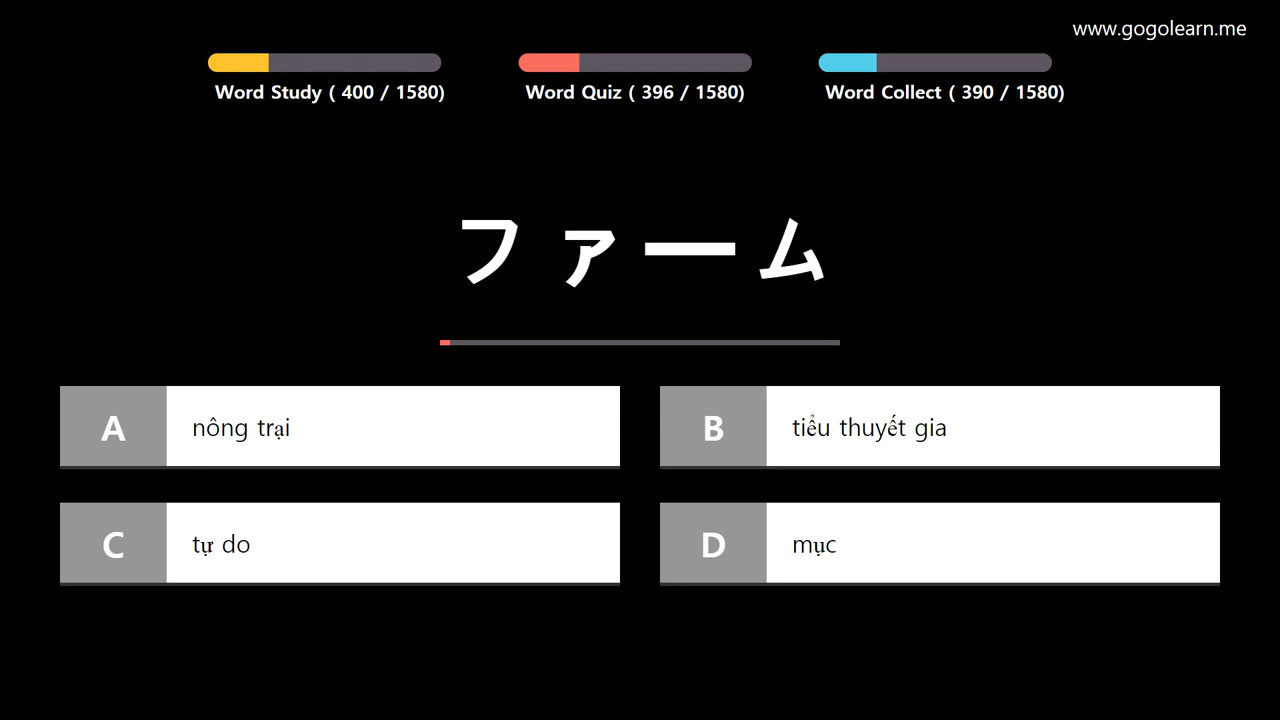 www.gogolearn.me
Word Study ( 400 / 1580)
Word Quiz ( 396 / 1580)
Word Collect ( 390 / 1580)
ファーム
A nông trại
B tiểu thuyết gia
C tự do
D mục